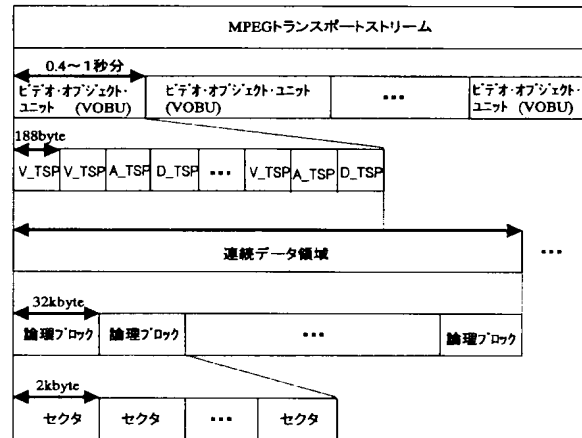 MPEGトランスポートストリーム
0.4～1秒分
ビデオ・オブジェクト・
ユニット (VOBU)
ビデオ・オブジェクト・ユニット
(VOBU)
…
ビデオ・オブジェクト・
ユニット (VOBU)
188byte
V_TSP V_TSP A_TSP D_TSP … V_TSP A_TSP D_TSP
連続データ領域 …
32kbyte
論理ブロック 論理ブロック … 論理ブロック
2kbyte
セクタ セクタ … セクタ